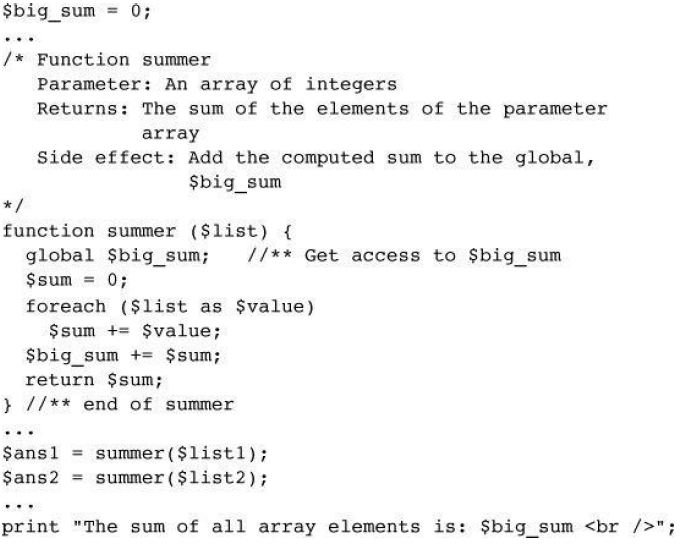 $big_sum = 0;
...
/* Function summer
   Parameter: An array of integers
   Returns: The sum of the elements of the parameter
            array
   Side effect: Add the computed sum to the global,
                $big_sum
*/
function summer ($list) {
  global $big_sum;   //** Get access to $big_sum
  $sum = 0;
  foreach ($list as $value)
    $sum += $value;
  $big_sum += $sum;
  return $sum;
} //** end of summer
...
$ans1 = summer($list1);
$ans2 = summer($list2);
...
print "The sum of all array elements is: $big_sum <br />";